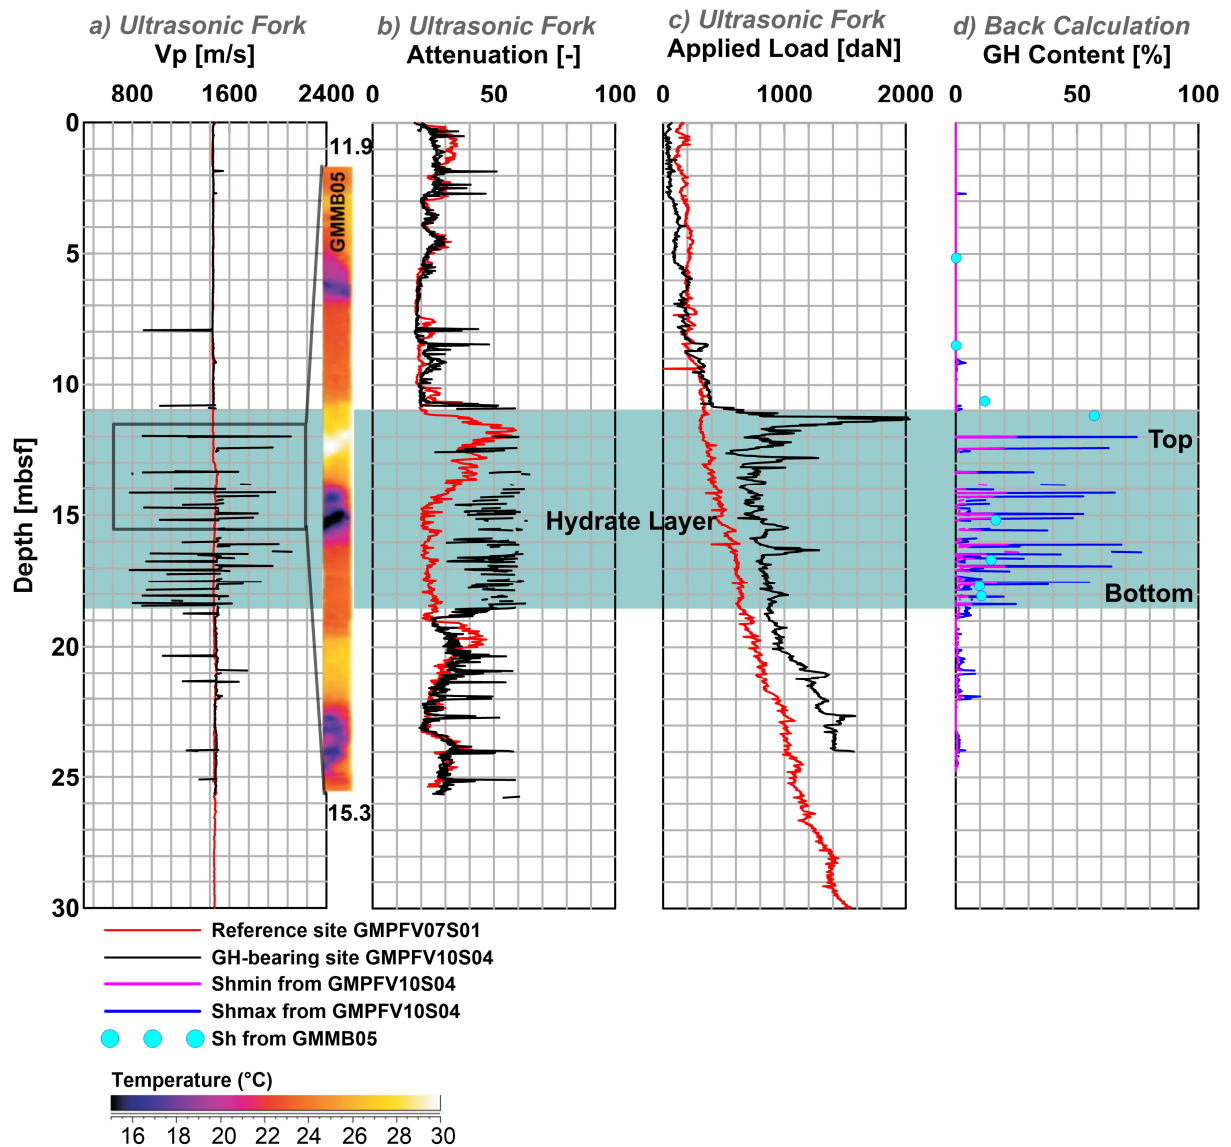 a) Ultrasonic Fork
Vp [m/s]
b) Ultrasonic Fork
Attenuation [-]
c) Ultrasonic Fork
Applied Load [daN]
d) Back Calculation
GH Content [%]
800 1600 2400
0 50 100
0 1000 2000
0 50 100
0
5
10
15
20
25
30
Depth [mbsf]
11.9
GMMB05
15.3
Top
Hydrate Layer
Bottom
Reference site GMPFV07S01
GH-bearing site GMPFV10S04
Shmin from GMPFV10S04
Shmax from GMPFV10S04
Sh from GMMB05
Temperature (°C)
16 18 20 22 24 26 28 30